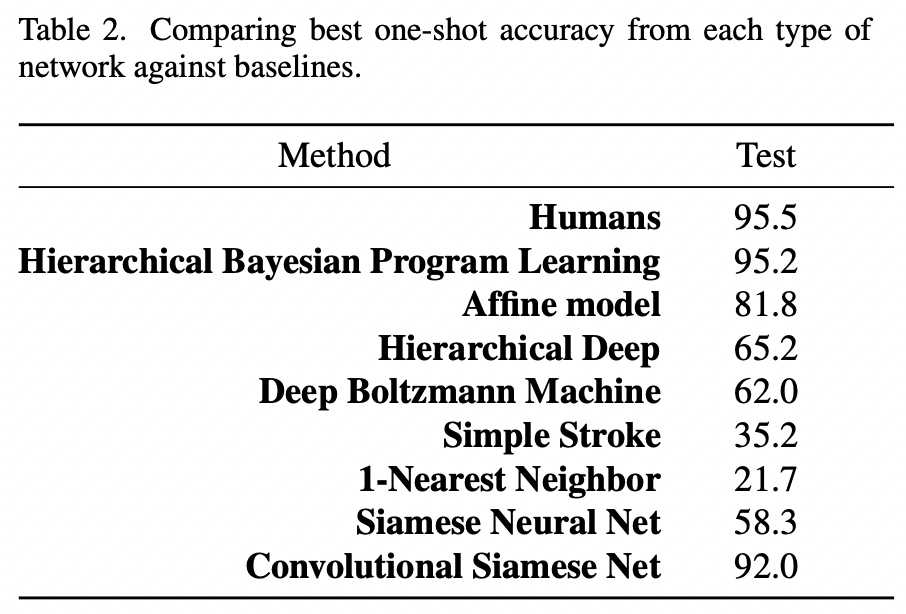 Table 2. Comparing best one-shot accuracy from each type of
network against baselines.
Method Test
Humans 95.5
Hierarchical Bayesian Program Learning 95.2
Affine model 81.8
Hierarchical Deep 65.2
Deep Boltzmann Machine 62.0
Simple Stroke 35.2
1-Nearest Neighbor 21.7
Siamese Neural Net 58.3
Convolutional Siamese Net 92.0